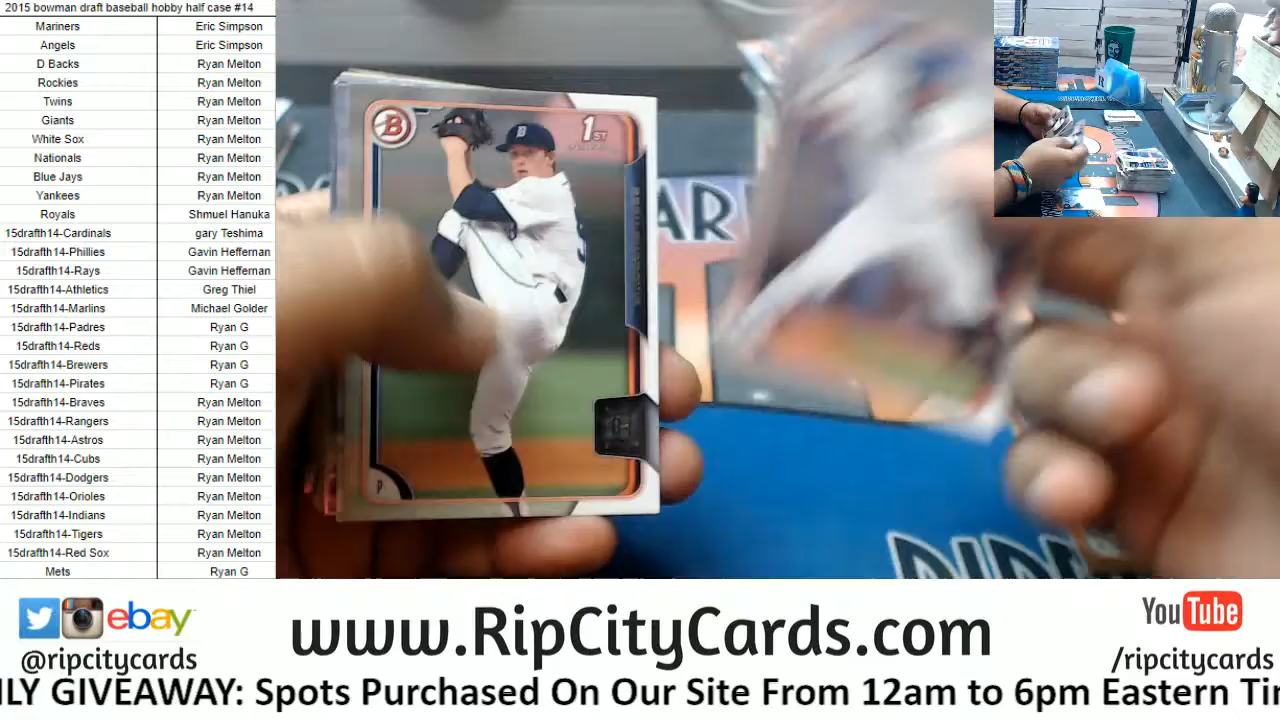 2015 bowman draft baseball hobby half case #14
Mariners Eric Simpson
Angels Eric Simpson
D Backs Ryan Melton
Rockies Ryan Melton
Twins Ryan Melton
Giants Ryan Melton
White Sox Ryan Melton
Nationals Ryan Melton
Blue Jays Ryan Melton
Yankees Ryan Melton
Royals Shmuel Hanuka
15drafth14-Cardinals gary Teshima
15drafth14-Phillies Gavin Heffernan
15drafth14-Rays Gavin Heffernan
15drafth14-Athletics Greg Thiel
15drafth14-Marlins Michael Golder
15drafth14-Padres Ryan G
15drafth14-Reds Ryan G
15drafth14-Brewers Ryan G
15drafth14-Pirates Ryan G
15drafth14-Braves Ryan Melton
15drafth14-Rangers Ryan Melton
15drafth14-Astros Ryan Melton
15drafth14-Cubs Ryan Melton
15drafth14-Dodgers Ryan Melton
15drafth14-Orioles Ryan Melton
15drafth14-Indians Ryan Melton
15drafth14-Tigers Ryan Melton
15drafth14-Red Sox Ryan Melton
Mets Ryan G
B
1ST
B
P
AR
ebay
@ripcitycards
www.RipCityCards.com
YouTube
/ripcitycards
ILY GIVEAWAY: Spots Purchased On Our Site From 12am to 6pm Eastern Tin